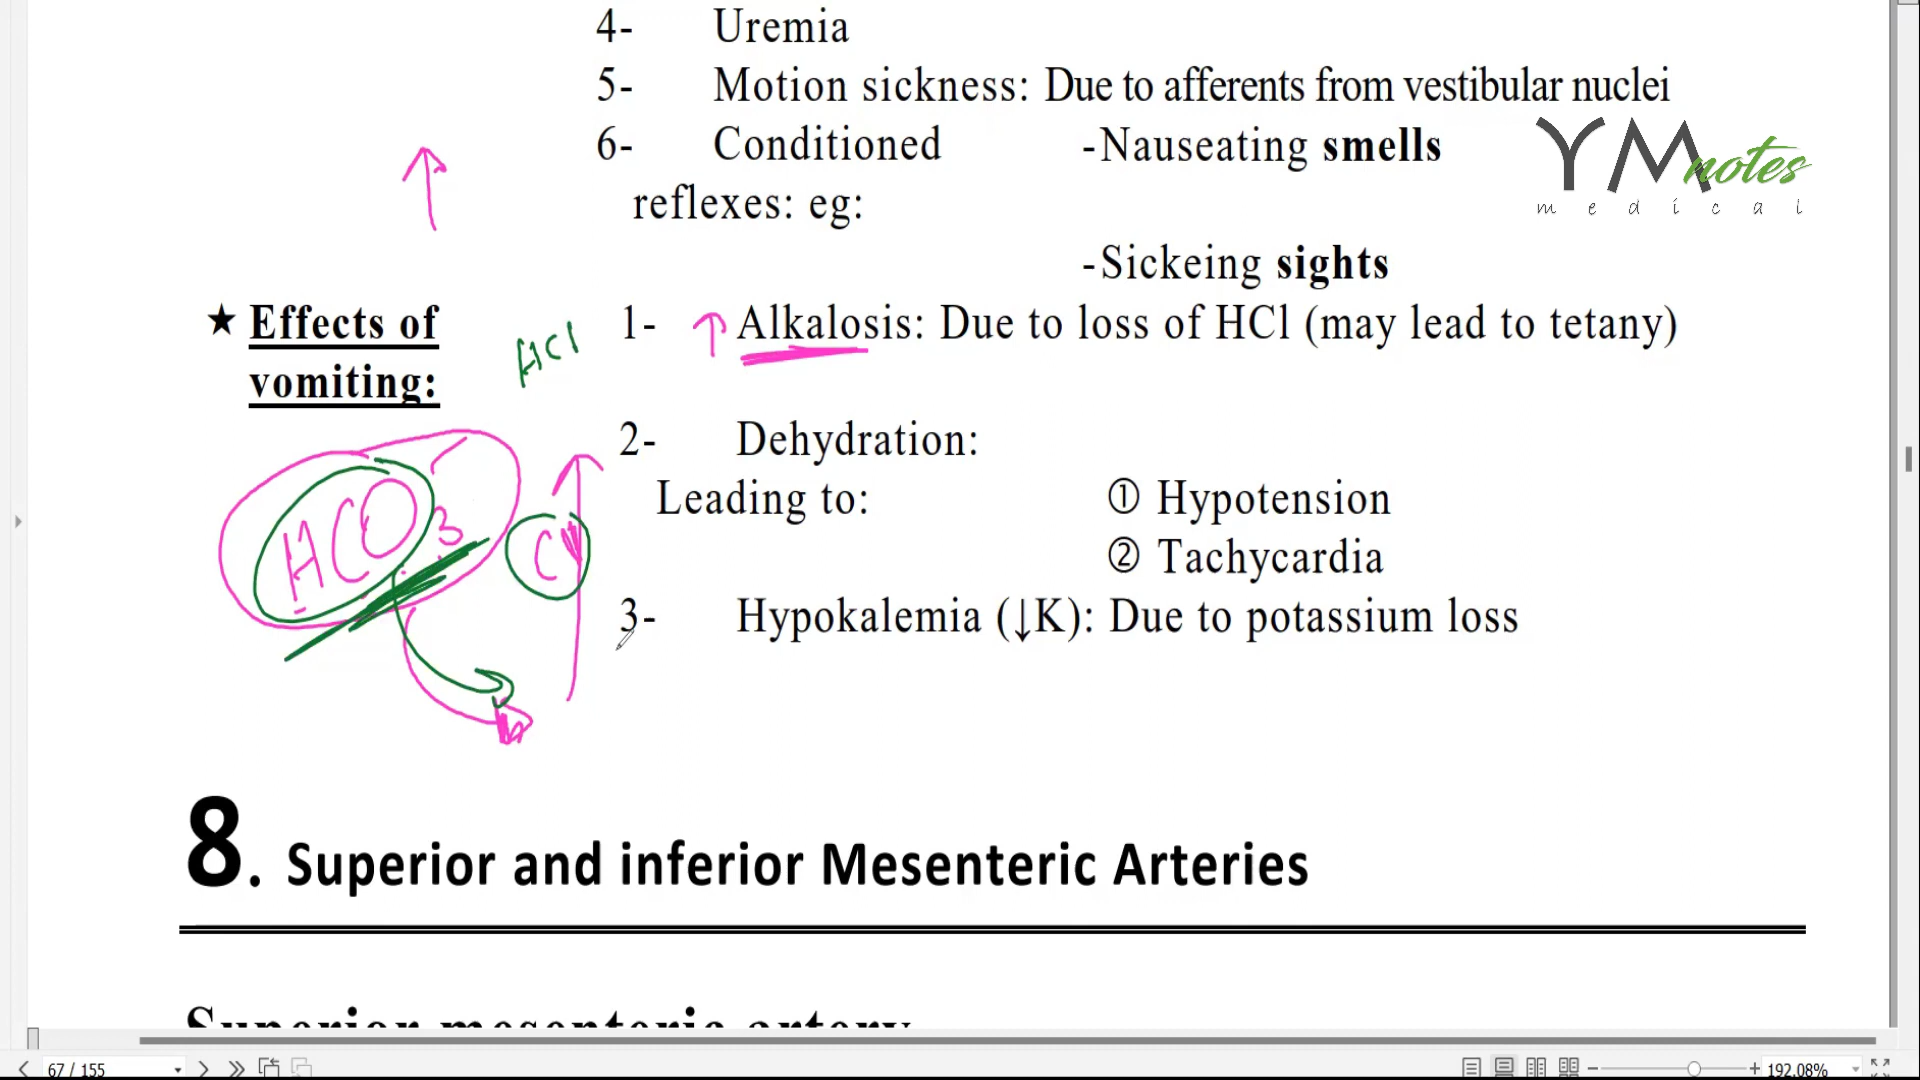 4- Uremia
5- Motion sickness: Due to afferents from vestibular nuclei
6- Conditioned -Nauseating smells
YM notes
medical
reflexes: eg:
-Sickeing sights
★ Effects of 1- ↑ Alkalosis: Due to loss of HCl (may lead to tetany)
HCl
vomiting:
2- Dehydration:
Leading to: ① Hypotension
HCO3 Cl
② Tachycardia
3- Hypokalemia (↓K): Due to potassium loss
8. Superior and inferior Mesenteric Arteries
Superior mesenteric artery
67 / 155
192.08%